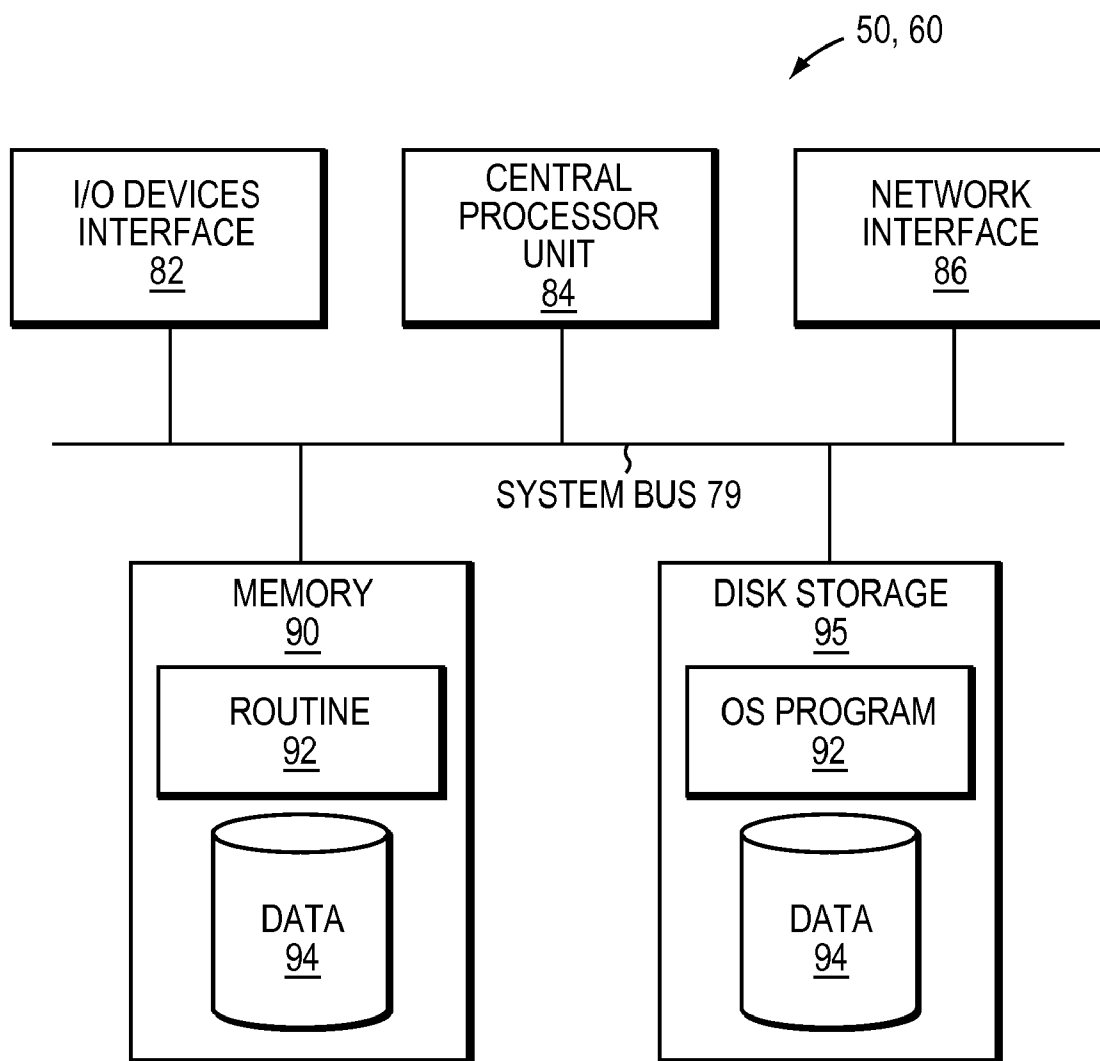 50, 60
I/O DEVICES
INTERFACE
82
CENTRAL
PROCESSOR
UNIT
84
NETWORK
INTERFACE
86
SYSTEM BUS 79
MEMORY
90
ROUTINE
92
DATA
94
DISK STORAGE
95
OS PROGRAM
92
DATA
94